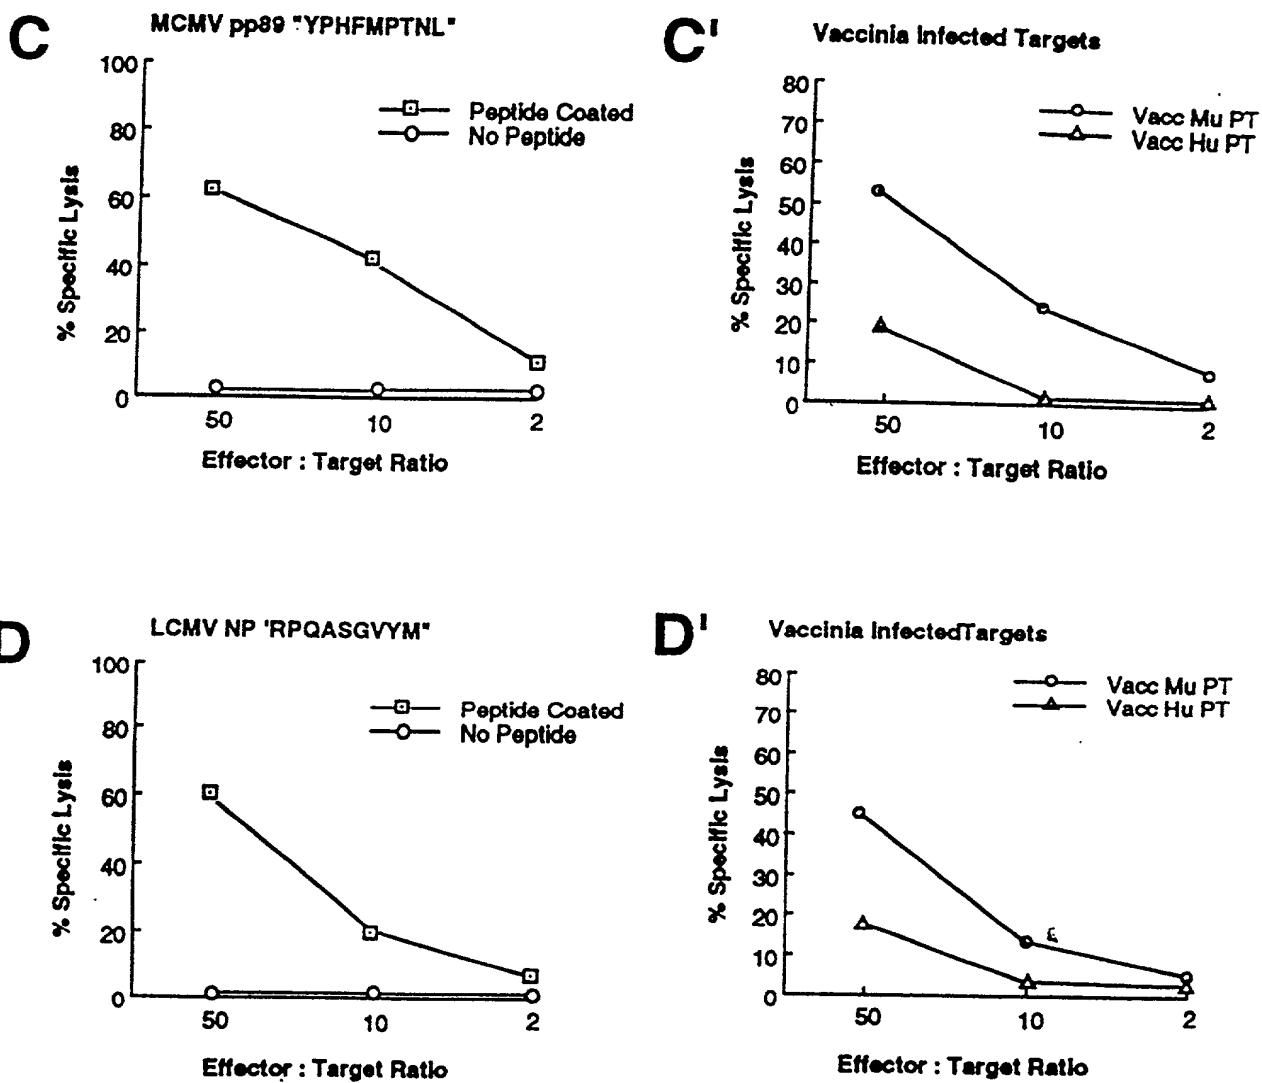 C
MCMV pp89 "YPHFMPTNL"
100
80
60
40
20
0
% Specific Lysis
Peptide Coated
No Peptide
50 10 2
Effector : Target Ratio
C'
Vaccinia Infected Targets
80
70
60
50
40
30
20
10
0
% Specific Lysis
Vacc Mu PT
Vacc Hu PT
50 10 2
Effector : Target Ratio
D
LCMV NP 'RPQASGVYM"
100
80
60
40
20
0
% Specific Lysis
Peptide Coated
No Peptide
50 10 2
Effector : Target Ratio
D'
Vaccinia InfectedTargets
80
70
60
50
40
30
20
10
0
% Specific Lysis
Vacc Mu PT
Vacc Hu PT
50 10 2
Effector : Target Ratio